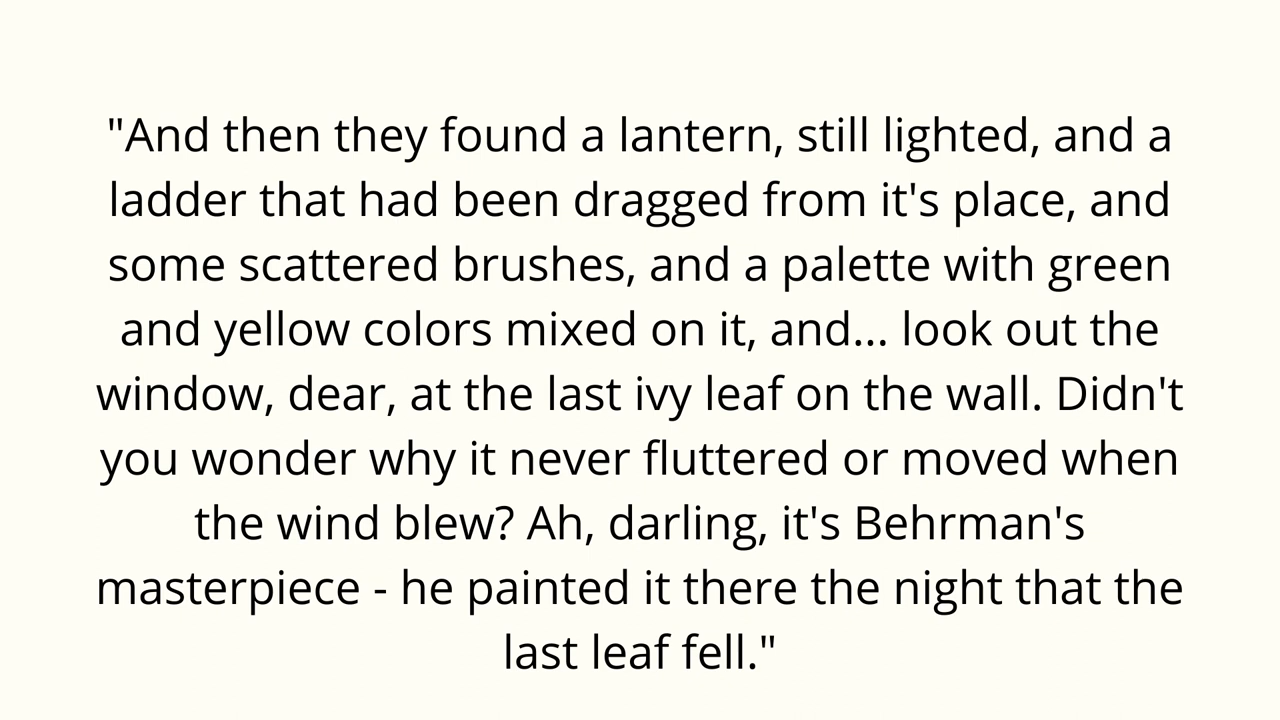 "And then they found a lantern, still lighted, and a
ladder that had been dragged from it's place, and
some scattered brushes, and a palette with green
and yellow colors mixed on it, and... look out the
window, dear, at the last ivy leaf on the wall. Didn't
you wonder why it never fluttered or moved when
the wind blew? Ah, darling, it's Behrman's
masterpiece - he painted it there the night that the
last leaf fell."